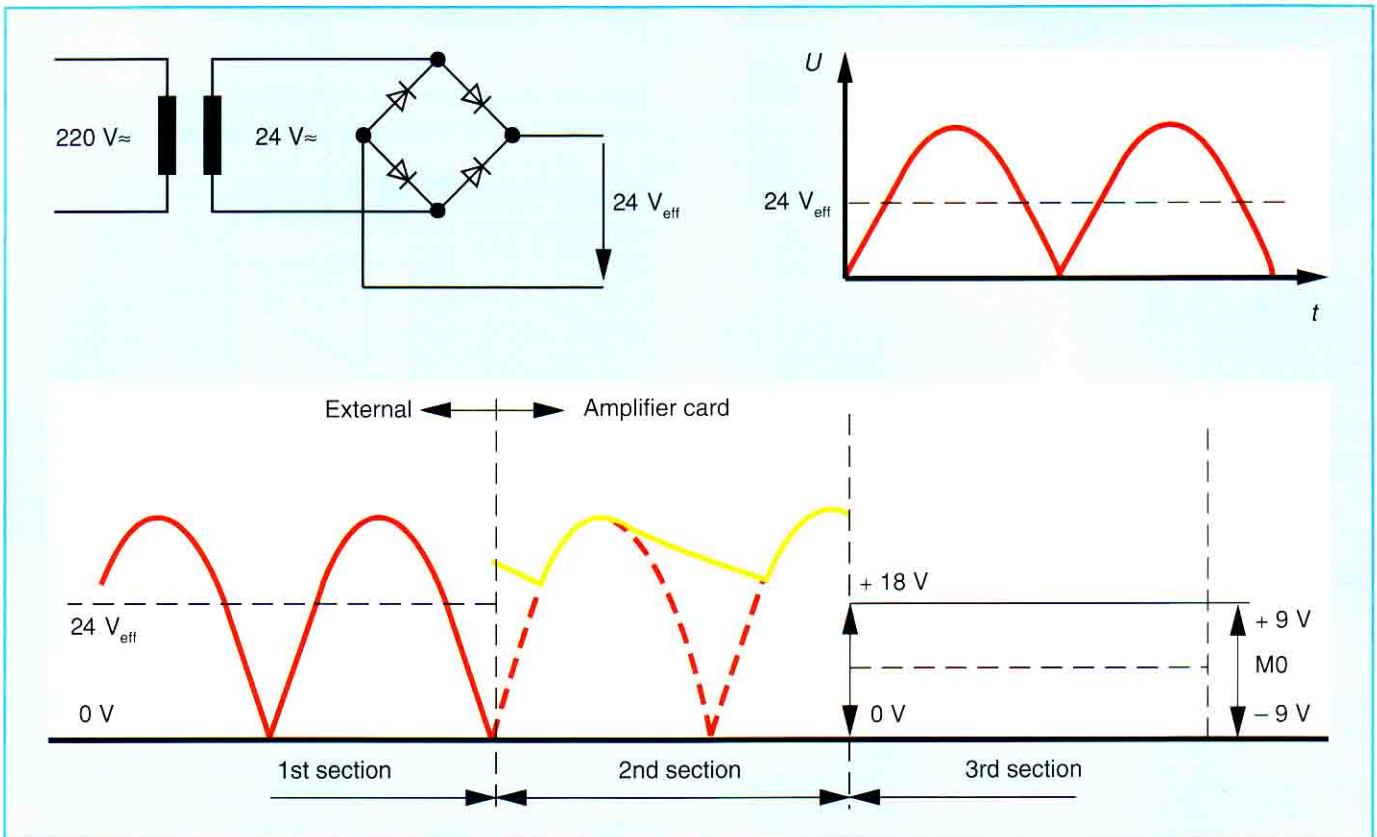 220 V≈
24 V≈
24 V_eff
U
24 V_eff
t
External
Amplifier card
24 V_eff
0 V
+ 18 V
0 V
+ 9 V
M0
– 9 V
1st section
2nd section
3rd section